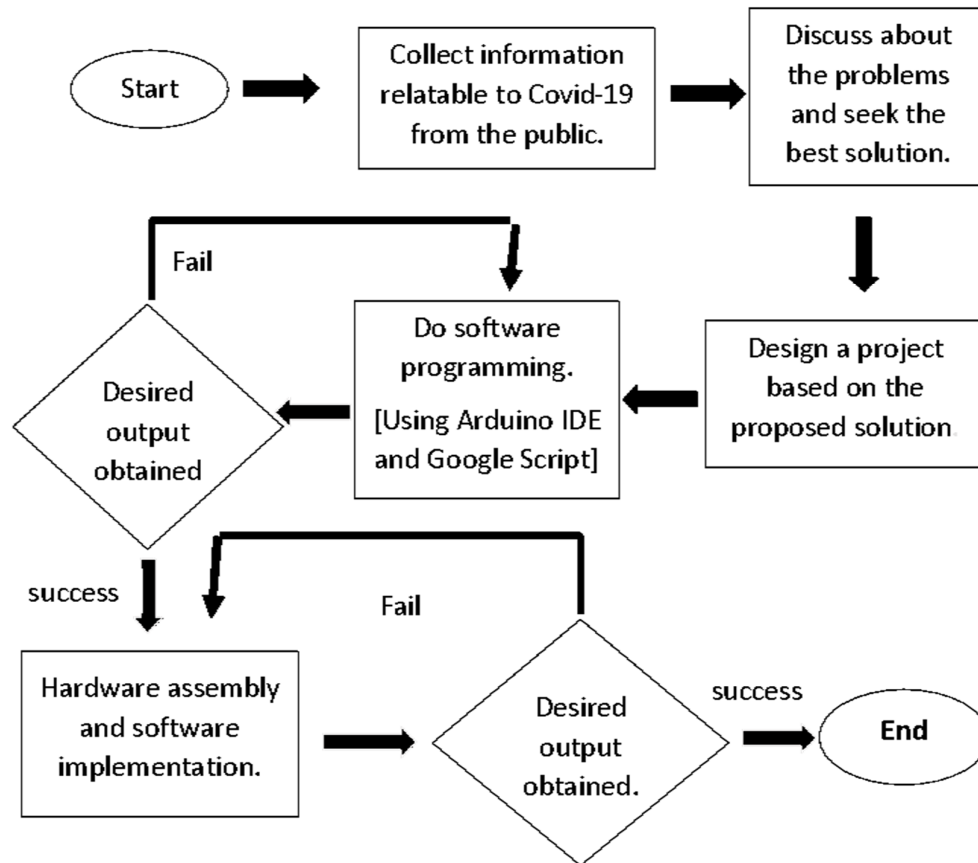 Start
Collect information
relatable to Covid-19
from the public.
Discuss about
the problems
and seek the
best solution.
Design a project
based on the
proposed solution.
Do software
programming.
[Using Arduino IDE
and Google Script]
Fail
Desired
output
obtained
success
Hardware assembly
and software
implementation.
Fail
Desired
output
obtained.
success
End